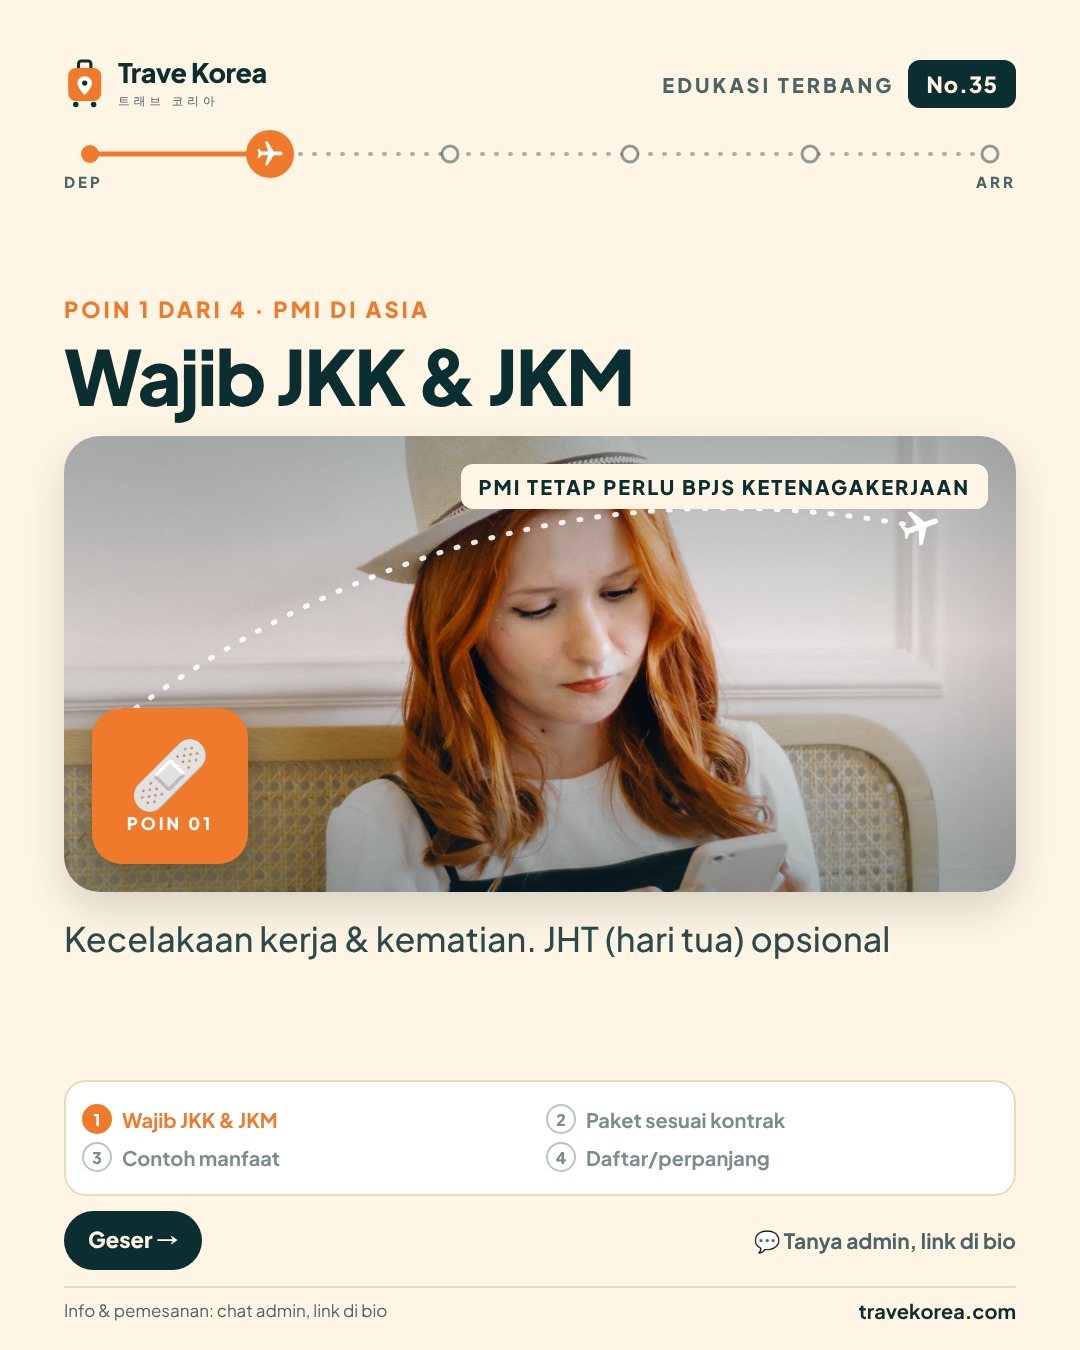 Trave Korea
트래브 코리아
EDUKASI TERBANG
No.35
DEP
ARR
POIN 1 DARI 4 · PMI DI ASIA
Wajib JKK & JKM
PMI TETAP PERLU BPJS KETENAGAKERJAAN
POIN 01
Kecelakaan kerja & kematian. JHT (hari tua) opsional
1 Wajib JKK & JKM
2 Paket sesuai kontrak
3 Contoh manfaat
4 Daftar/perpanjang
Geser →
💬 Tanya admin, link di bio
Info & pemesanan: chat admin, link di bio
travekorea.com